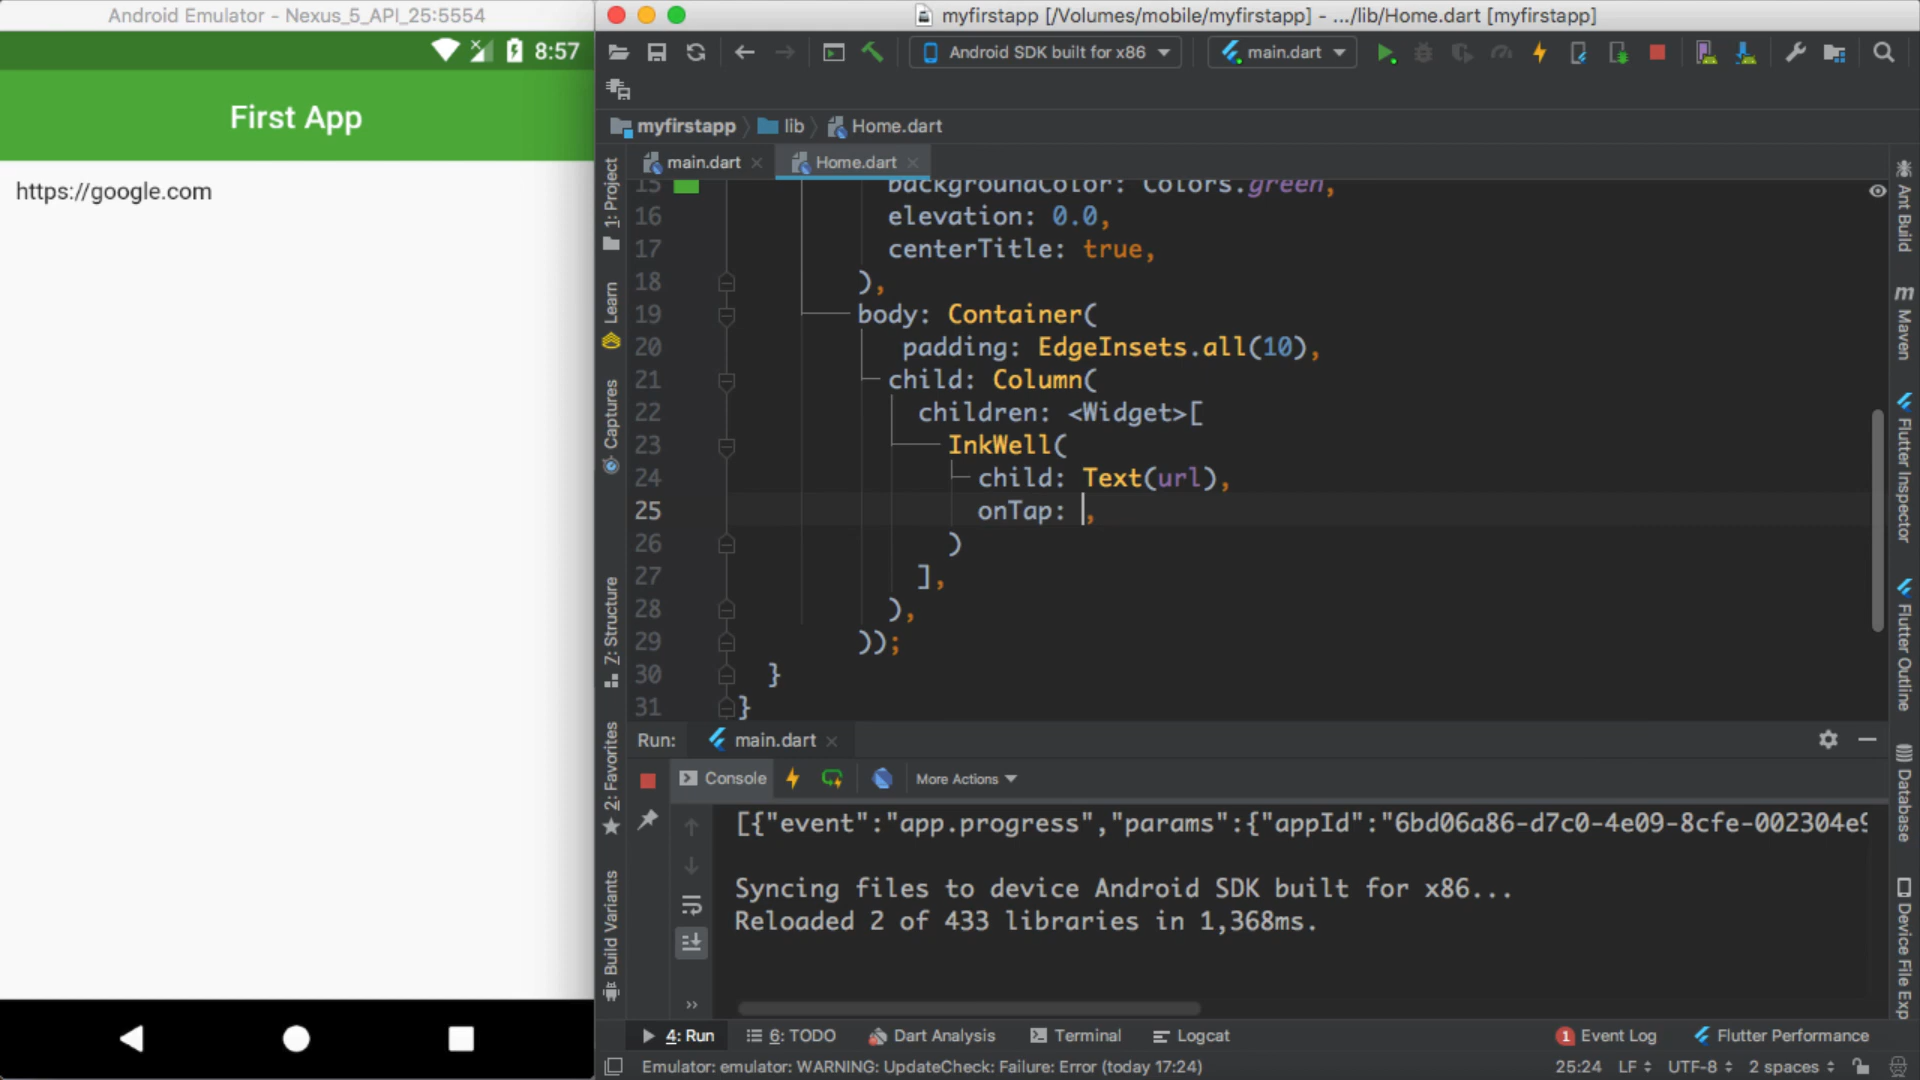 Android Emulator - Nexus_5_API_25:5554
8:57
First App
https://google.com
myfirstapp [/Volumes/mobile/myfirstapp] - .../lib/Home.dart [myfirstapp]
Android SDK built for x86
main.dart
myfirstapp
lib
Home.dart
main.dart
Home.dart
15 backgroundColor: Colors.green,
16 elevation: 0.0,
17 centerTitle: true,
18 ),
19 body: Container(
20 padding: EdgeInsets.all(10),
21 child: Column(
22 children: <Widget>[
23 InkWell(
24 child: Text(url),
25 onTap: ,
26 )
27 ],
28 ),
29 ));
30 }
31 }
1: Project
Learn
Captures
7: Structure
2: Favorites
Build Variants
Ant Build
m Maven
Flutter Inspector
Flutter Outline
Database
Device File Exp
Run: main.dart
Console
More Actions
[{"event":"app.progress","params":{"appId":"6bd06a86-d7c0-4e09-8cfe-002304e9
Syncing files to device Android SDK built for x86...
Reloaded 2 of 433 libraries in 1,368ms.
4: Run
6: TODO
Dart Analysis
Terminal
Logcat
1 Event Log
Flutter Performance
Emulator: emulator: WARNING: UpdateCheck: Failure: Error (today 17:24)
25:24
LF
UTF-8
2 spaces